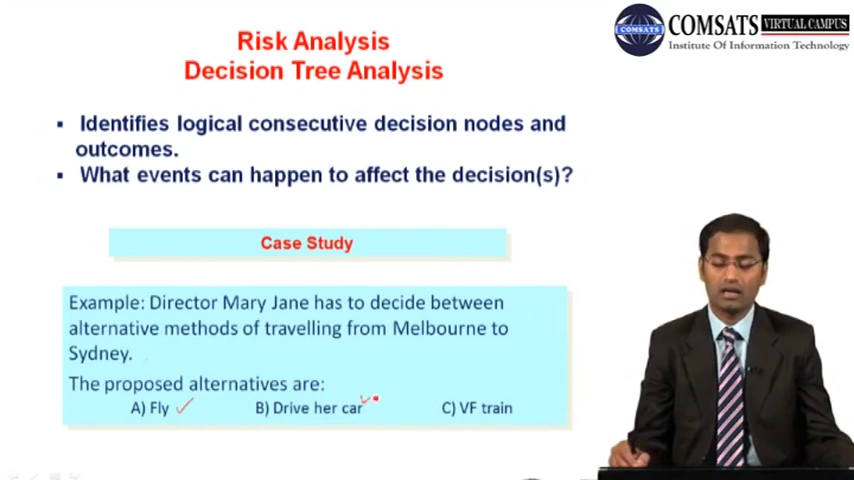 Risk Analysis
Decision Tree Analysis
COMSATS
COMSATS VIRTUAL CAMPUS
Institute Of Information Technology
▪ Identifies logical consecutive decision nodes and
outcomes.
▪ What events can happen to affect the decision(s)?
Case Study
Example: Director Mary Jane has to decide between
alternative methods of travelling from Melbourne to
Sydney.
The proposed alternatives are:
A) Fly B) Drive her car C) VF train